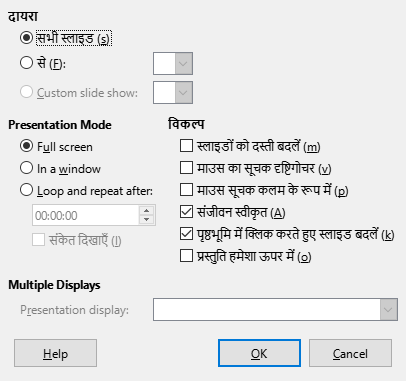 दायरा
सभी स्लाइड (s)
से (F):
Custom slide show:
Presentation Mode
Full screen
In a window
Loop and repeat after:
00:00:00
संकेत दिखाएँ (l)
विकल्प
स्लाइडों को दस्ती बदलें (m)
माउस का सूचक दृष्टिगोचर (v)
माउस सूचक कलम के रूप में (p)
संजीवन स्वीकृत (A)
पृष्ठभूमि में क्लिक करते हुए स्लाइड बदलें (k)
प्रस्तुति हमेशा ऊपर में (o)
Multiple Displays
Presentation display:
Help
OK
Cancel